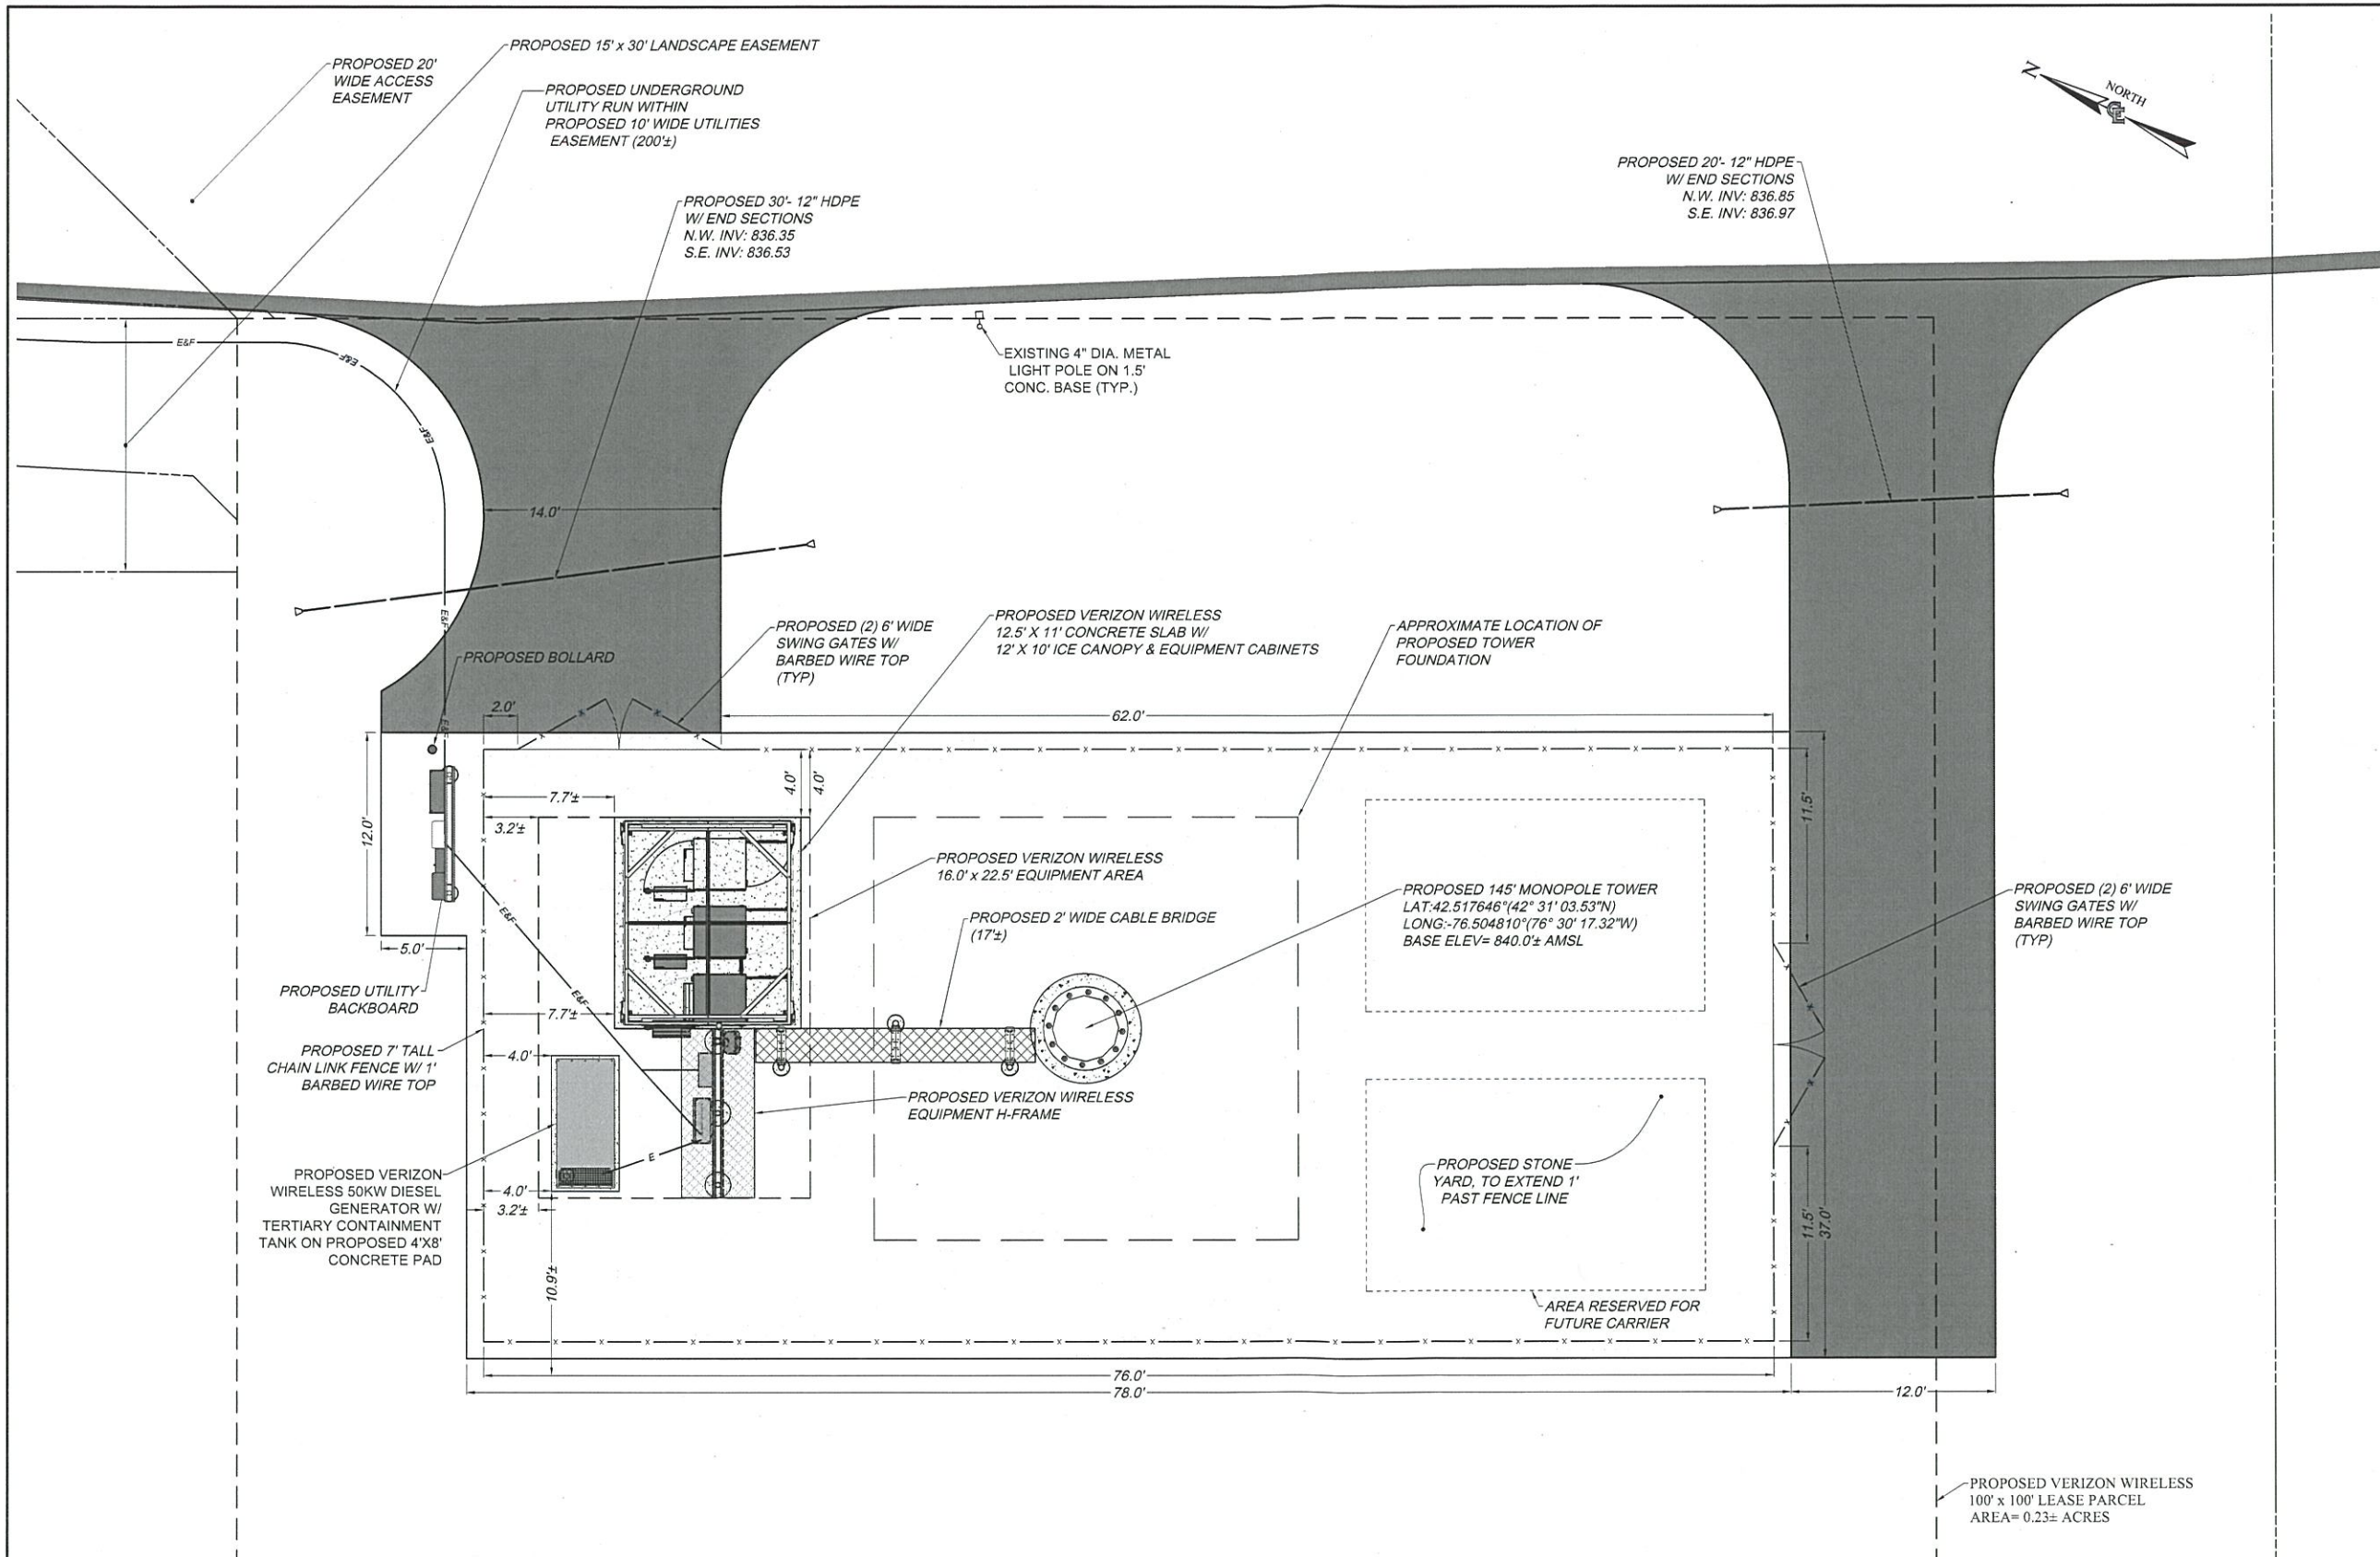 PROPOSED 15' x 30' LANDSCAPE EASEMENT
PROPOSED 20'
WIDE ACCESS
EASEMENT
PROPOSED UNDERGROUND
UTILITY RUN WITHIN
PROPOSED 10' WIDE UTILITIES
EASEMENT (200'±)
N
NORTH
PROPOSED 20'- 12" HDPE
W/ END SECTIONS
N.W. INV: 836.85
S.E. INV: 836.97
PROPOSED 30'- 12" HDPE
W/ END SECTIONS
N.W. INV: 836.35
S.E. INV: 836.53
E&F
E&F
E&F
EXISTING 4" DIA. METAL
LIGHT POLE ON 1.5'
CONC. BASE (TYP.)
14.0'
E&F
PROPOSED (2) 6' WIDE
SWING GATES W/
BARBED WIRE TOP
(TYP)
PROPOSED VERIZON WIRELESS
12.5' X 11' CONCRETE SLAB W/
12' X 10' ICE CANOPY & EQUIPMENT CABINETS
APPROXIMATE LOCATION OF
PROPOSED TOWER
FOUNDATION
PROPOSED BOLLARD
2.0'
E&F
62.0'
4.0'
4.0'
7.7'±
3.2'±
12.0'
11.5'
PROPOSED VERIZON WIRELESS
16.0' x 22.5' EQUIPMENT AREA
PROPOSED 2' WIDE CABLE BRIDGE
(17'±)
PROPOSED 145' MONOPOLE TOWER
LAT:42.517646°(42° 31' 03.53"N)
LONG:-76.504810°(76° 30' 17.32"W)
BASE ELEV= 840.0'± AMSL
PROPOSED (2) 6' WIDE
SWING GATES W/
BARBED WIRE TOP
(TYP)
E&F
5.0'
PROPOSED UTILITY
BACKBOARD
E&F
7.7'±
PROPOSED 7' TALL
CHAIN LINK FENCE W/ 1'
BARBED WIRE TOP
4.0'
PROPOSED VERIZON WIRELESS
EQUIPMENT H-FRAME
E
PROPOSED VERIZON
WIRELESS 50KW DIESEL
GENERATOR W/
TERTIARY CONTAINMENT
TANK ON PROPOSED 4'X8'
CONCRETE PAD
4.0'
3.2'±
10.9'±
PROPOSED STONE
YARD, TO EXTEND 1'
PAST FENCE LINE
11.5'
37.0'
AREA RESERVED FOR
FUTURE CARRIER
76.0'
78.0'
12.0'
PROPOSED VERIZON WIRELESS
100' x 100' LEASE PARCEL
AREA= 0.23± ACRES